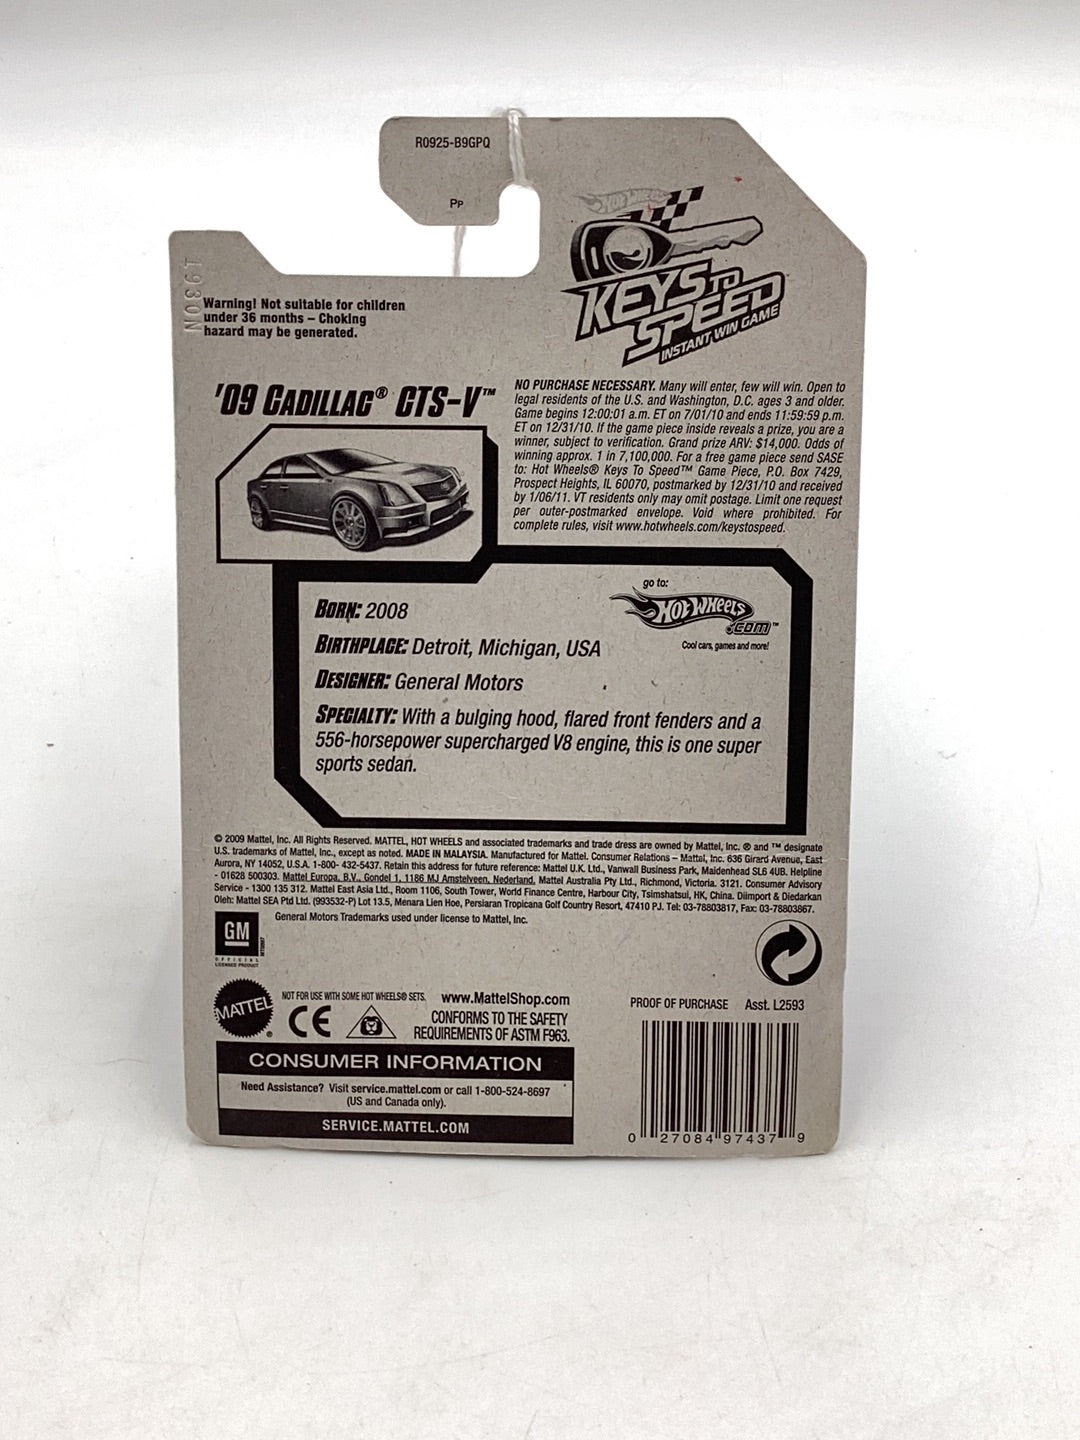 R0925-B9GPQ
PP
HOT WHEELS
KEYS TO
SPEED™
INSTANT WIN GAME
Warning! Not suitable for children
under 36 months – Choking
hazard may be generated.
'09 CADILLAC® CTS-V™
NO PURCHASE NECESSARY. Many will enter, few will win. Open to
legal residents of the U.S. and Washington, D.C. ages 3 and older.
Game begins 12:00:01 a.m. ET on 7/01/10 and ends 11:59:59 p.m.
ET on 12/31/10. If the game piece inside reveals a prize, you are a
winner, subject to verification. Grand prize ARV: $14,000. Odds of
winning approx. 1 in 7,100,000. For a free game piece send SASE
to: Hot Wheels® Keys To Speed™ Game Piece, P.O. Box 7429,
Prospect Heights, IL 60070, postmarked by 12/31/10 and received
by 1/06/11. VT residents only may omit postage. Limit one request
per outer-postmarked envelope. Void where prohibited. For
complete rules, visit www.hotwheels.com/keystospeed.
go to:
HOT WHEELS
.COM™
Cool cars, games and more!
BORN: 2008
BIRTHPLACE: Detroit, Michigan, USA
DESIGNER: General Motors
SPECIALTY: With a bulging hood, flared front fenders and a
556-horsepower supercharged V8 engine, this is one super
sports sedan.
© 2009 Mattel, Inc. All Rights Reserved. MATTEL, HOT WHEELS and associated trademarks and trade dress are owned by Mattel, Inc. ® and ™ designate
U.S. trademarks of Mattel, Inc., except as noted. MADE IN MALAYSIA. Manufactured for Mattel. Consumer Relations – Mattel, Inc. 636 Girard Avenue, East
Aurora, NY 14052, U.S.A. 1-800- 432-5437. Retain this address for future reference: Mattel U.K. Ltd., Vanwall Business Park, Maidenhead SL6 4UB. Helpline
- 01628 500303. Mattel Europa, B.V., Gondel 1, 1186 MJ Amstelveen, Nederland. Mattel Australia Pty Ltd., Richmond, Victoria. 3121. Consumer Advisory
Service - 1300 135 312. Mattel East Asia Ltd., Room 1106, South Tower, World Finance Centre, Harbour City, Tsimshatsui, HK, China. Diimport & Diedarkan
Oleh: Mattel SEA Ptd Ltd. (993532-P) Lot 13.5, Menara Lien Hoe, Persiaran Tropicana Golf Country Resort, 47410 PJ. Tel: 03-78803817, Fax: 03-78803867.
General Motors Trademarks used under license to Mattel, Inc.
GM
OFFICIAL
LICENSED PRODUCT
MATTEL®
NOT FOR USE WITH SOME HOT WHEELS® SETS.
www.MattelShop.com
CE
CONFORMS TO THE SAFETY
REQUIREMENTS OF ASTM F963.
PROOF OF PURCHASE Asst. L2593
CONSUMER INFORMATION
Need Assistance? Visit service.mattel.com or call 1-800-524-8697
(US and Canada only).
SERVICE.MATTEL.COM
0 27084 97437 9